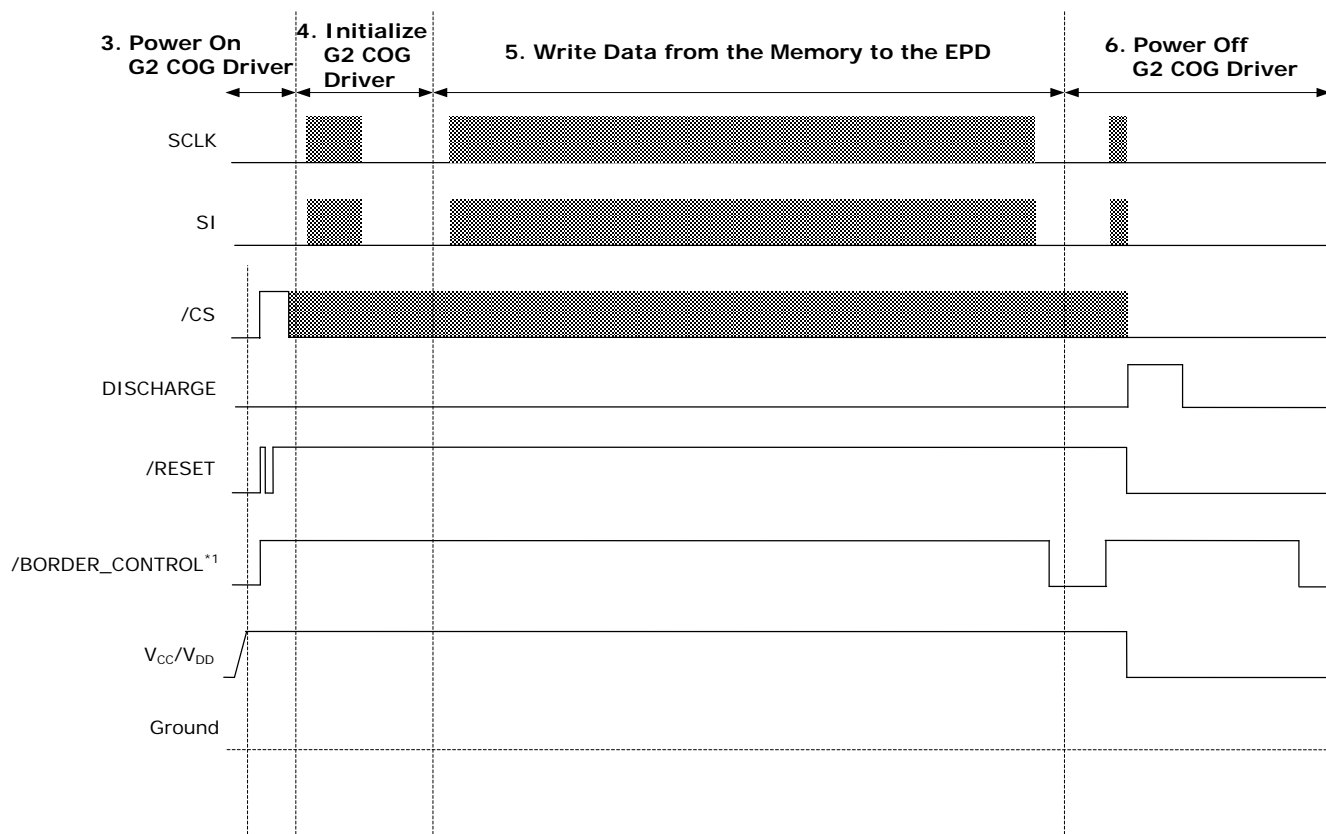 3. Power On
G2 COG Driver
4. Initialize
G2 COG
Driver
5. Write Data from the Memory to the EPD
6. Power Off
G2 COG Driver
SCLK
SI
/CS
DISCHARGE
/RESET
/BORDER_CONTROL*1
VCC/VDD
Ground